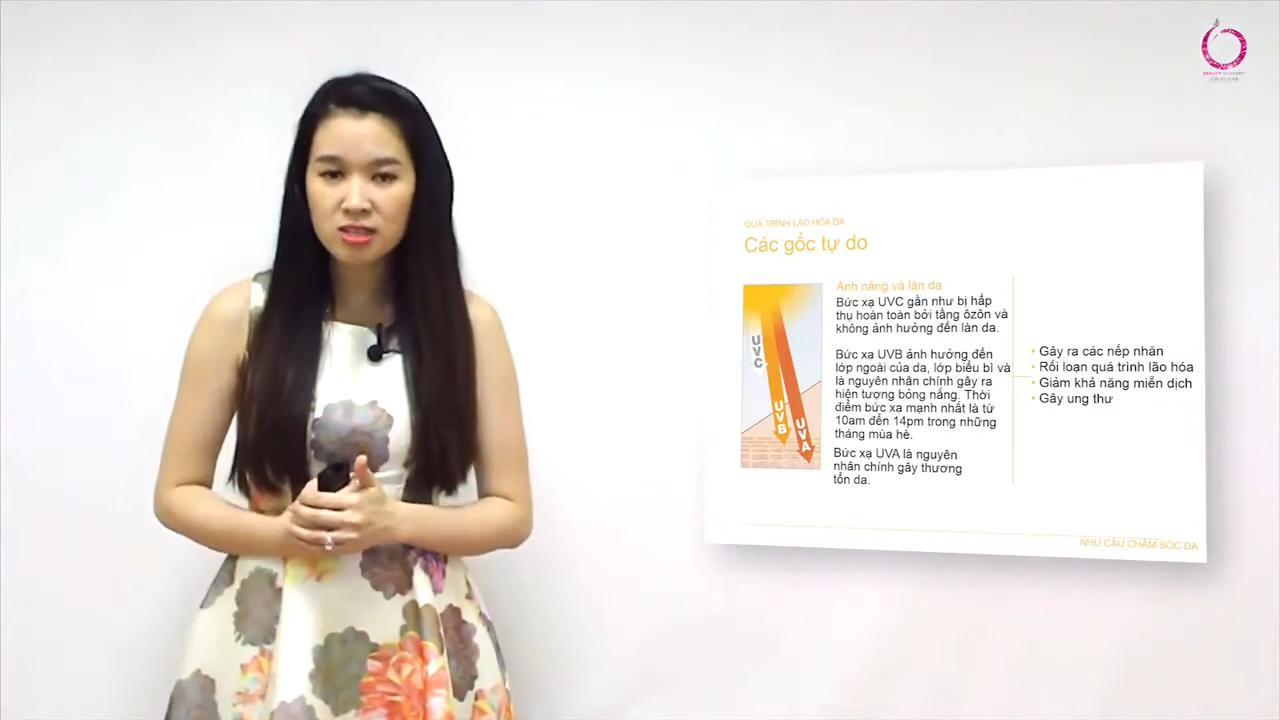 BEAUTY ACADEMY
ORIFLAME
QUÁ TRÌNH LÃO HÓA DA
Các gốc tự do
Ánh nắng và làn da
Bức xạ UVC gần như bị hấp
thụ hoàn toàn bởi tầng ôzôn và
không ảnh hưởng đến làn da.
Bức xạ UVB ảnh hưởng đến
lớp ngoài của da, lớp biểu bì và
là nguyên nhân chính gây ra
hiện tượng bỏng nắng. Thời
điểm bức xạ mạnh nhất là từ
10am đến 14pm trong những
tháng mùa hè.
Bức xạ UVA là nguyên
nhân chính gây thương
tổn da.
UVC
UVB
UVA
• Gây ra các nếp nhăn
• Rối loạn quá trình lão hóa
• Giảm khả năng miễn dịch
• Gây ung thư
NHU CẦU CHĂM SÓC DA